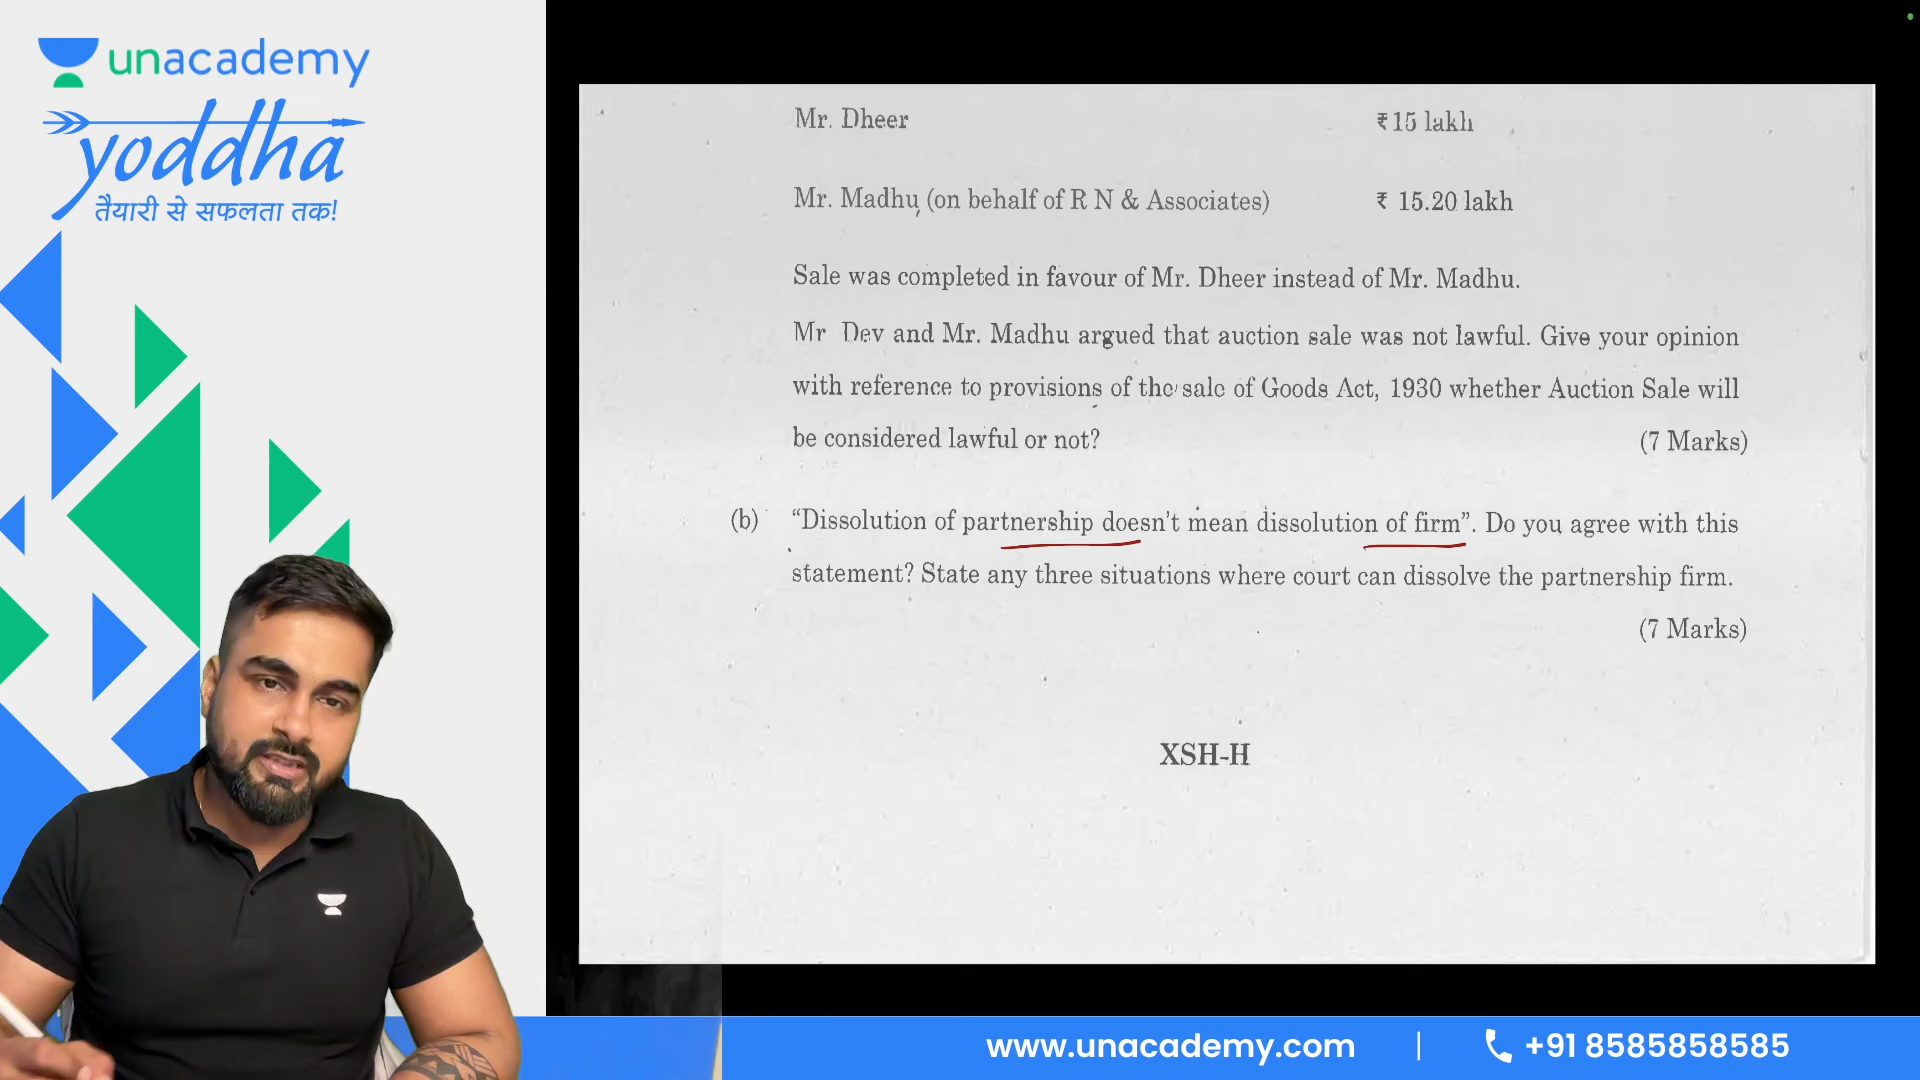 unacademy
yoddha
तैयारी से सफलता तक!
Mr. Dheer ₹ 15 lakh
Mr. Madhu (on behalf of R N & Associates) ₹ 15.20 lakh
Sale was completed in favour of Mr. Dheer instead of Mr. Madhu.
Mr Dev and Mr. Madhu argued that auction sale was not lawful. Give your opinion
with reference to provisions of the sale of Goods Act, 1930 whether Auction Sale will
be considered lawful or not? (7 Marks)
(b) “Dissolution of partnership doesn’t mean dissolution of firm”. Do you agree with this
statement? State any three situations where court can dissolve the partnership firm.
(7 Marks)
XSH-H
www.unacademy.com | +91 8585858585